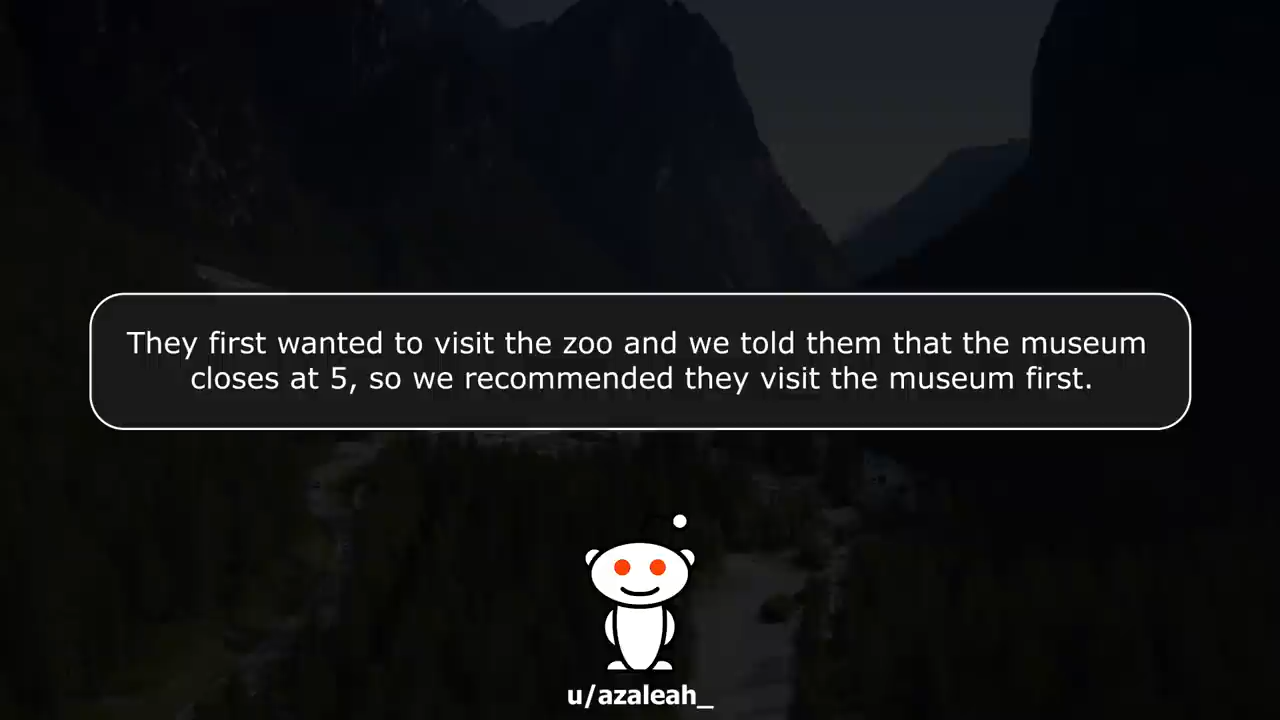 They first wanted to visit the zoo and we told them that the museum
closes at 5, so we recommended they visit the museum first.
u/azaleah_